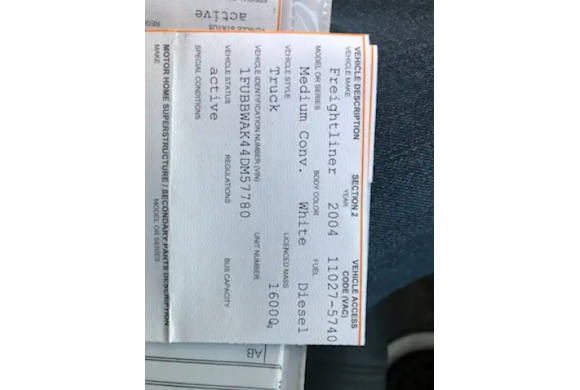 VEHICLE STATUS
active
VEHICLE DESCRIPTION SECTION 2 VEHICLE ACCESS
VEHICLE MAKE YEAR CODE (VAC)
Freightliner 2004 11027-5740
MODEL OR SERIES BODY COLOR FUEL
Medium Conv. White Diesel
VEHICLE STYLE LICENCED MASS
Truck 16000kg
VEHICLE IDENTIFICATION NUMBER (VIN) UNIT NUMBER
1FUBBWAK44DM57780
VEHICLE STATUS REGULATIONS BUS CAPACITY
active
SPECIAL CONDITIONS
MOTOR HOME SUPERSTRUCTURE / SECONDARY PARTS DESCRIPTION
MAKE MODEL OR SERIES
AB